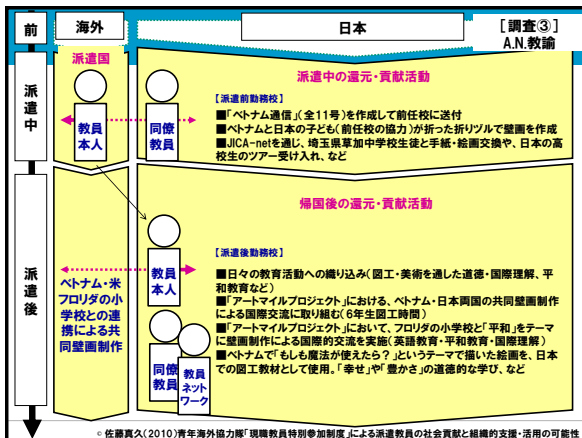 前
海外
日本
[調査③]
A.N.教諭
派遣中
派遣国
教員
本人
同僚
教員
派遣中の還元・貢献活動
【派遣前勤務校】
■「ベトナム通信」(全11号)を作成して前任校に送付
■ベトナムと日本の子ども(前任校の協力)が折った折りヅルで壁画を作成
■JICA-netを通じ、埼玉県草加中学校生徒と手紙・絵画交換や、日本の高
校生のツアー受け入れ、など
派遣後
ベトナム・米
フロリダの小
学校との連
携による共
同壁画制作
教員
本人
同僚
教員
教員
ネット
ワーク
帰国後の還元・貢献活動
【派遣後勤務校】
■日々の教育活動への織り込み(図工・美術を通した道徳・国際理解、平
和教育など)
■「アートマイルプロジェクト」における、ベトナム・日本両国の共同壁画制作
による国際交流に取り組む(6年生図工時間)
■「アートマイルプロジェクト」において、フロリダの小学校と「平和」をテーマ
に壁画制作による国際的交流を実施(英語教育・平和教育・国際理解)
■ベトナムで「もしも魔法が使えたら?」というテーマで描いた絵画を、日本
での図工教材として使用。「幸せ」や「豊かさ」の道徳的な学び、など
© 佐藤真久(2010)青年海外協力隊「現職教員特別参加制度」による派遣教員の社会貢献と組織的支援・活用の可能性